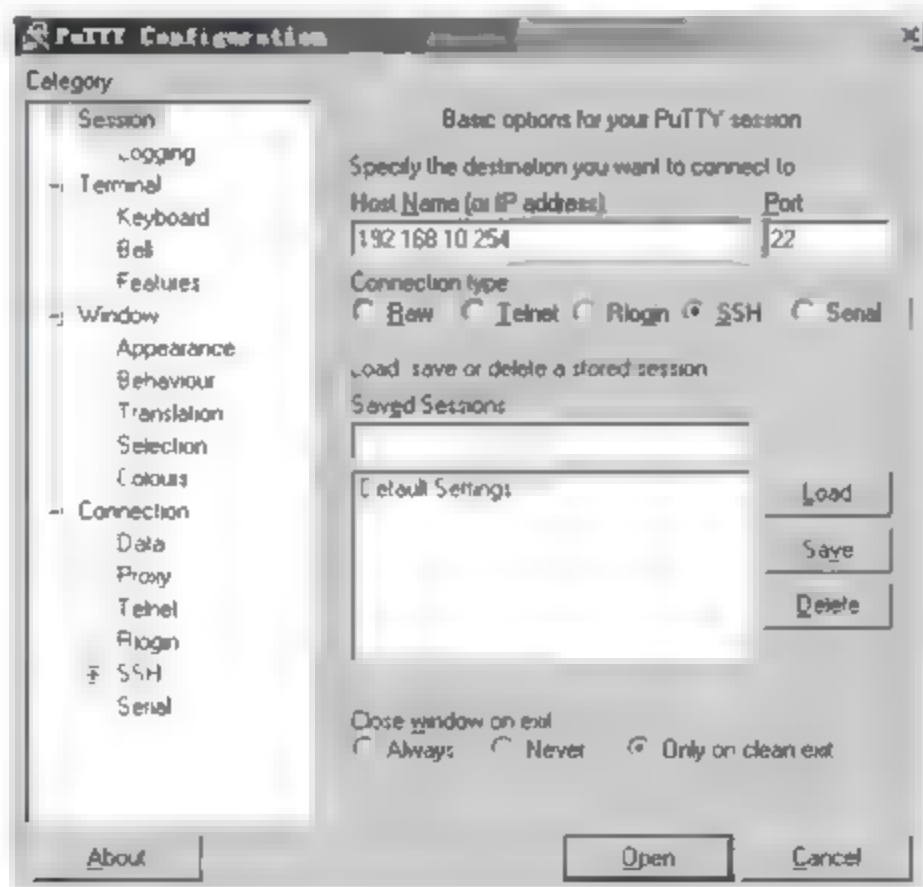 PuTTY Configuration
Category
Session
Logging
Terminal
Keyboard
Bell
Features
Window
Appearance
Behaviour
Translation
Selection
Colours
Connection
Data
Proxy
Telnet
Rlogin
SSH
Serial
Basic options for your PuTTY session
Specify the destination you want to connect to
Host Name (or IP address) Port
192.168.10.254 22
Connection type
Raw Telnet Rlogin SSH Serial
Load, save or delete a stored session
Saved Sessions
Default Settings
Load
Save
Delete
Close window on exit
Always Never Only on clean exit
About Open Cancel